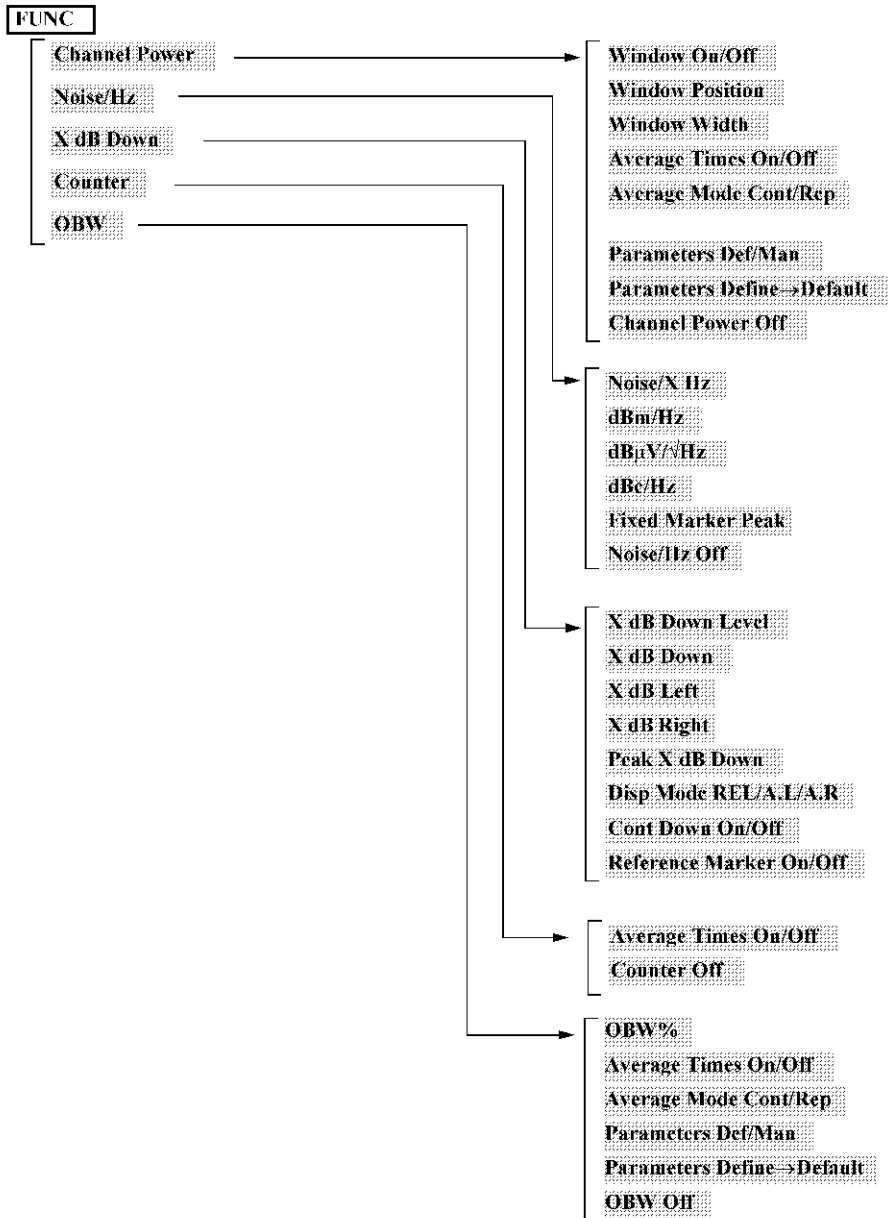 FUNC
Channel Power
Noise/Hz
X dB Down
Counter
OBW
Window On/Off
Window Position
Window Width
Average Times On/Off
Average Mode Cont/Rep
Parameters Def/Man
Parameters Define→Default
Channel Power Off
Noise/X Hz
dBm/Hz
dBμV/√Hz
dBc/Hz
Fixed Marker Peak
Noise/Hz Off
X dB Down Level
X dB Down
X dB Left
X dB Right
Peak X dB Down
Disp Mode REL/A.L/A.R
Cont Down On/Off
Reference Marker On/Off
Average Times On/Off
Counter Off
OBW%
Average Times On/Off
Average Mode Cont/Rep
Parameters Def/Man
Parameters Define→Default
OBW Off